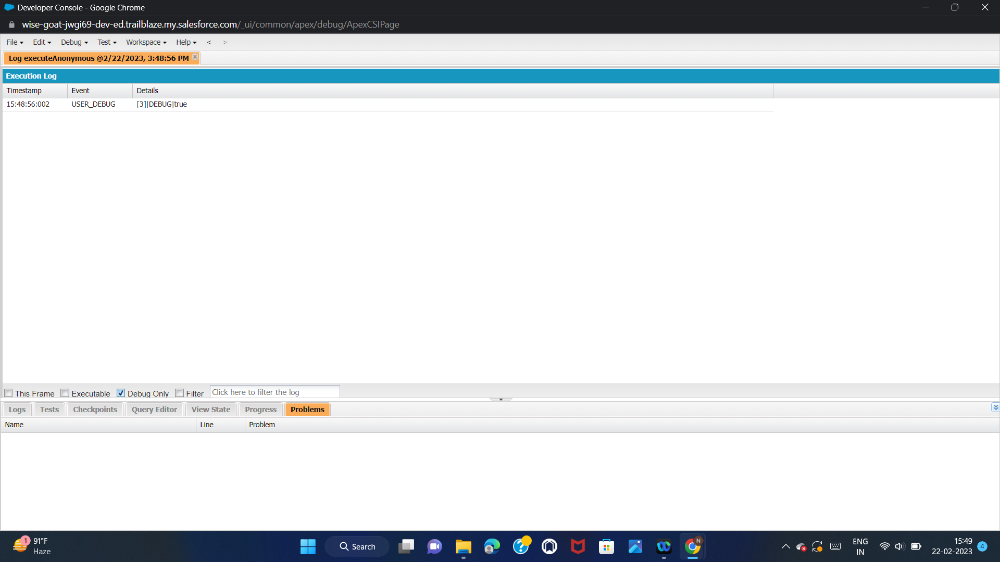 Developer Console - Google Chrome
wise-goat-jwgi69-dev-ed.trailblaze.my.salesforce.com/_ui/common/apex/debug/ApexCSIPage
File Edit Debug Test Workspace Help < >
Log executeAnonymous @2/22/2023, 3:48:56 PM
Execution Log
Timestamp Event Details
15:48:56:002 USER_DEBUG [3]|DEBUG|true
This Frame Executable Debug Only Filter Click here to filter the log
Logs Tests Checkpoints Query Editor View State Progress Problems
Name Line Problem
1 91°F
Haze
Search
N
ENG
IN
15:49
22-02-2023
4